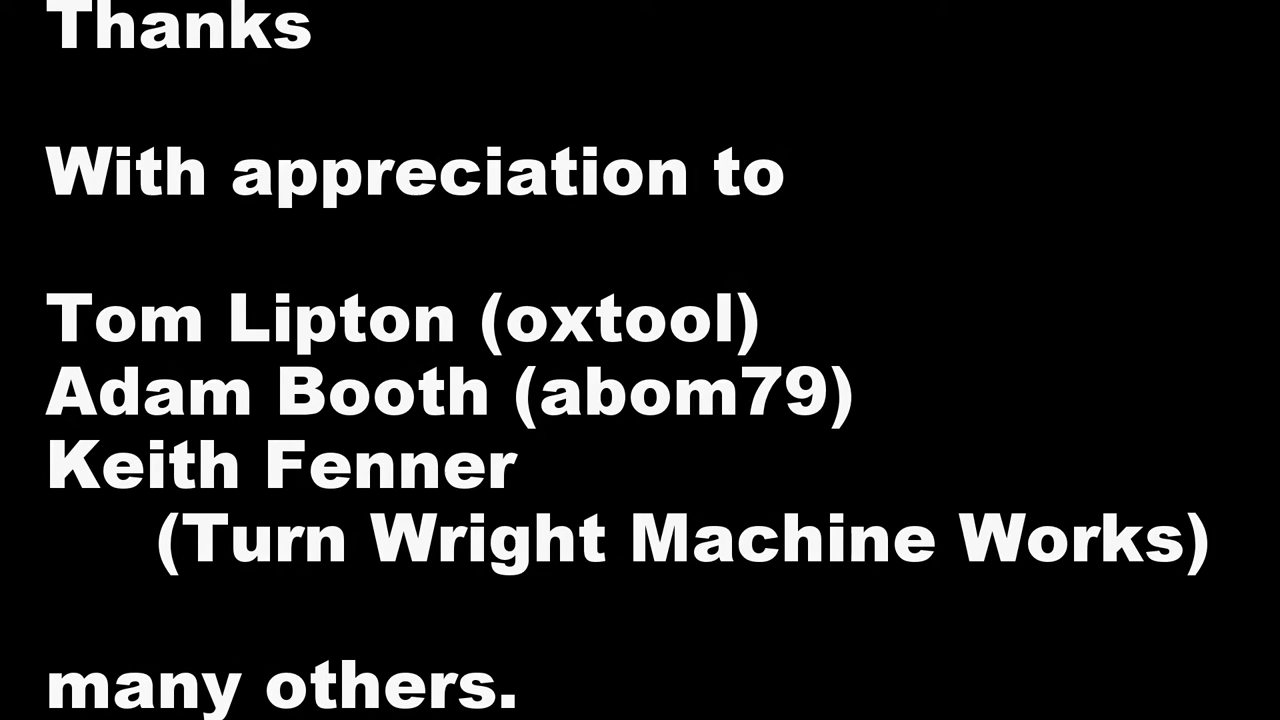 Thanks
With appreciation to
Tom Lipton (oxtool)
Adam Booth (abom79)
Keith Fenner
(Turn Wright Machine Works)
many others.